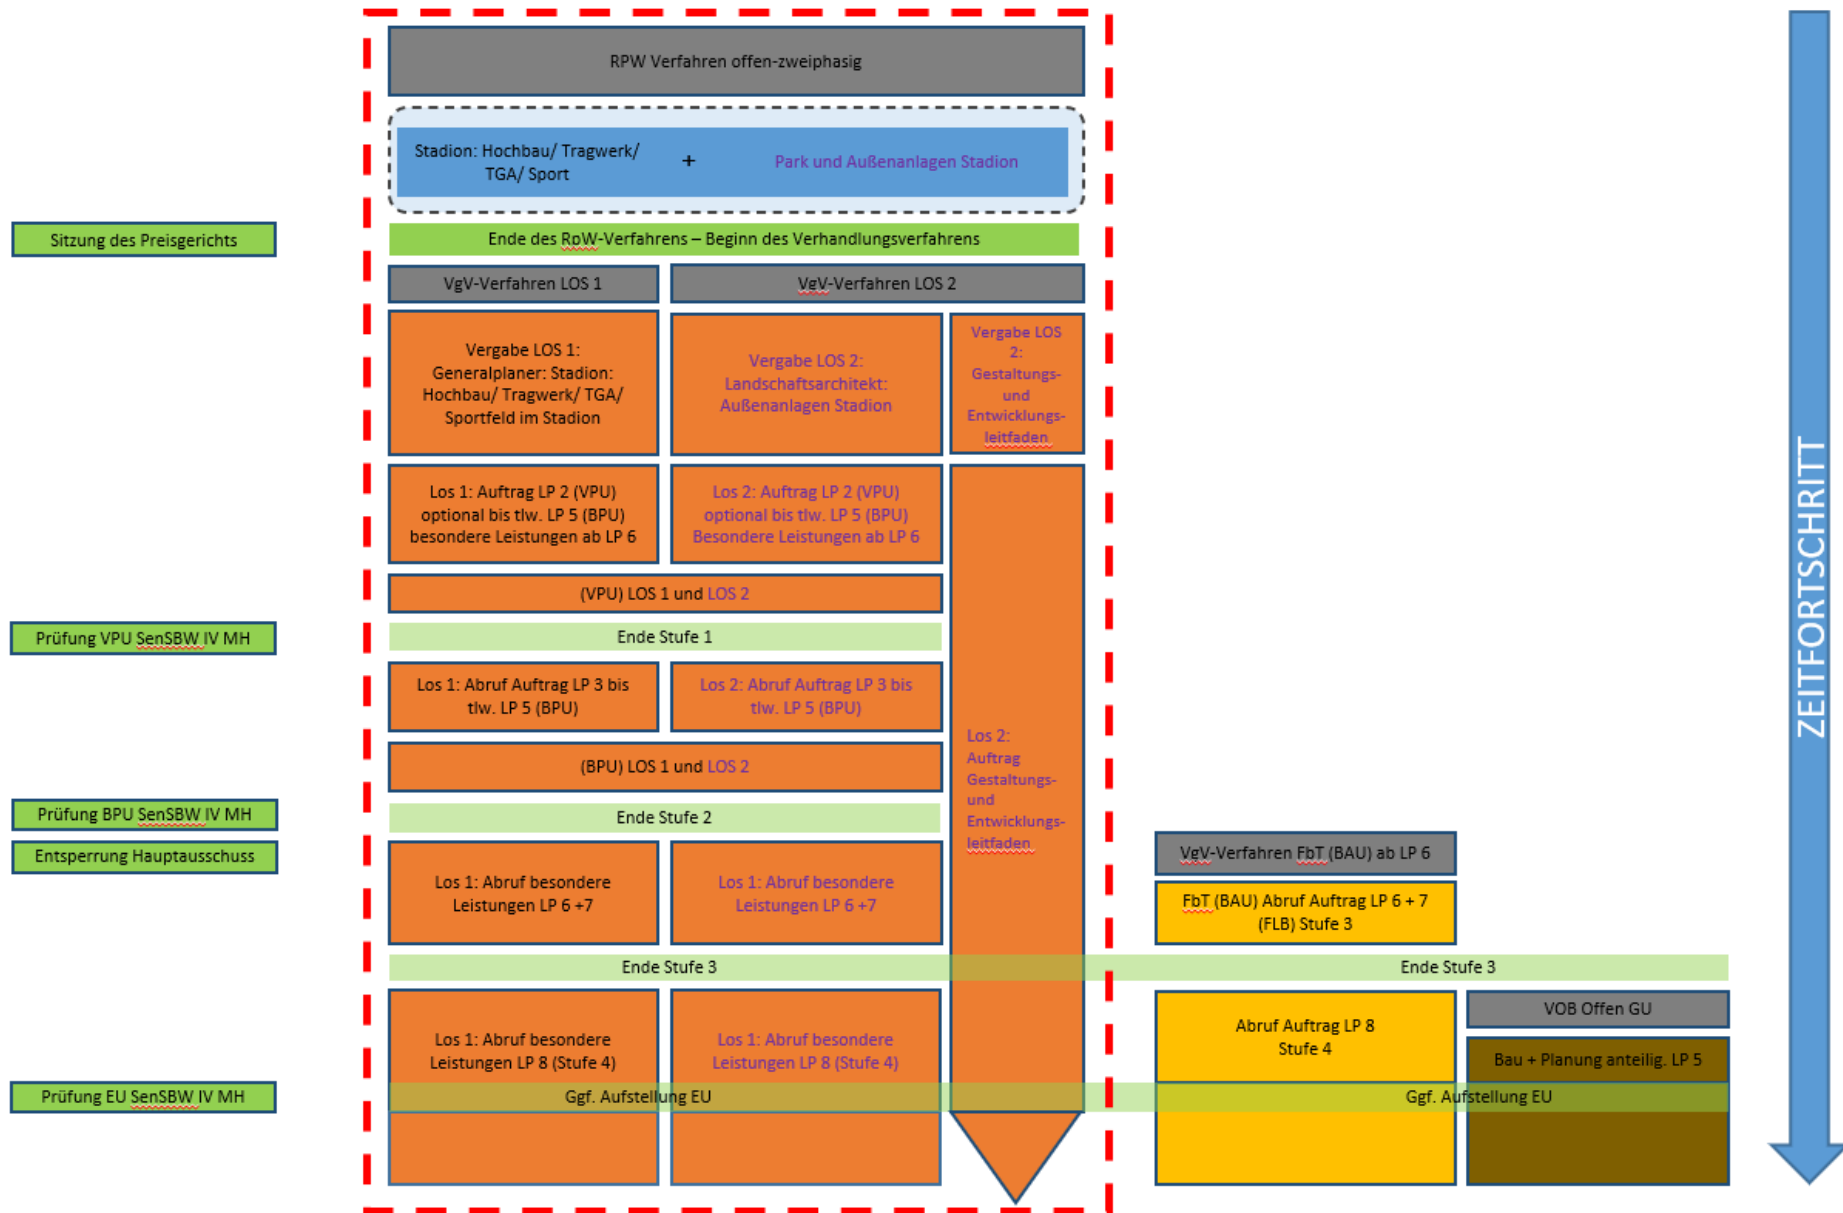 RPW Verfahren offen-zweiphasig
Stadion: Hochbau/ Tragwerk/
TGA/ Sport
+
Park und Außenanlagen Stadion
Sitzung des Preisgerichts
Ende des RpW-Verfahrens – Beginn des Verhandlungsverfahrens
VgV-Verfahren LOS 1
VgV-Verfahren LOS 2
Vergabe LOS 1:
Generalplaner: Stadion:
Hochbau/ Tragwerk/ TGA/
Sportfeld im Stadion
Vergabe LOS 2:
Landschaftsarchitekt:
Außenanlagen Stadion
Vergabe LOS
2:
Gestaltungs-
und
Entwicklungs-
leitfaden
Los 1: Auftrag LP 2 (VPU)
optional bis tlw. LP 5 (BPU)
besondere Leistungen ab LP 6
Los 2: Auftrag LP 2 (VPU)
optional bis tlw. LP 5 (BPU)
Besondere Leistungen ab LP 6
(VPU) LOS 1 und LOS 2
Prüfung VPU SenSBW IV MH
Ende Stufe 1
Los 1: Abruf Auftrag LP 3 bis
tlw. LP 5 (BPU)
Los 2: Abruf Auftrag LP 3 bis
tlw. LP 5 (BPU)
Los 2:
Auftrag
Gestaltungs-
und
Entwicklungs-
leitfaden
(BPU) LOS 1 und LOS 2
Prüfung BPU SenSBW IV MH
Ende Stufe 2
Entsperrung Hauptausschuss
VgV-Verfahren FbT (BAU) ab LP 6
Los 1: Abruf besondere
Leistungen LP 6 +7
Los 1: Abruf besondere
Leistungen LP 6 +7
FbT (BAU) Abruf Auftrag LP 6 + 7
(FLB) Stufe 3
Ende Stufe 3
Ende Stufe 3
Los 1: Abruf besondere
Leistungen LP 8 (Stufe 4)
Los 1: Abruf besondere
Leistungen LP 8 (Stufe 4)
Abruf Auftrag LP 8
Stufe 4
VOB Offen GU
Bau + Planung anteilig. LP 5
Prüfung EU SenSBW IV MH
Ggf. Aufstellung EU
Ggf. Aufstellung EU
ZEITFORTSCHRITT